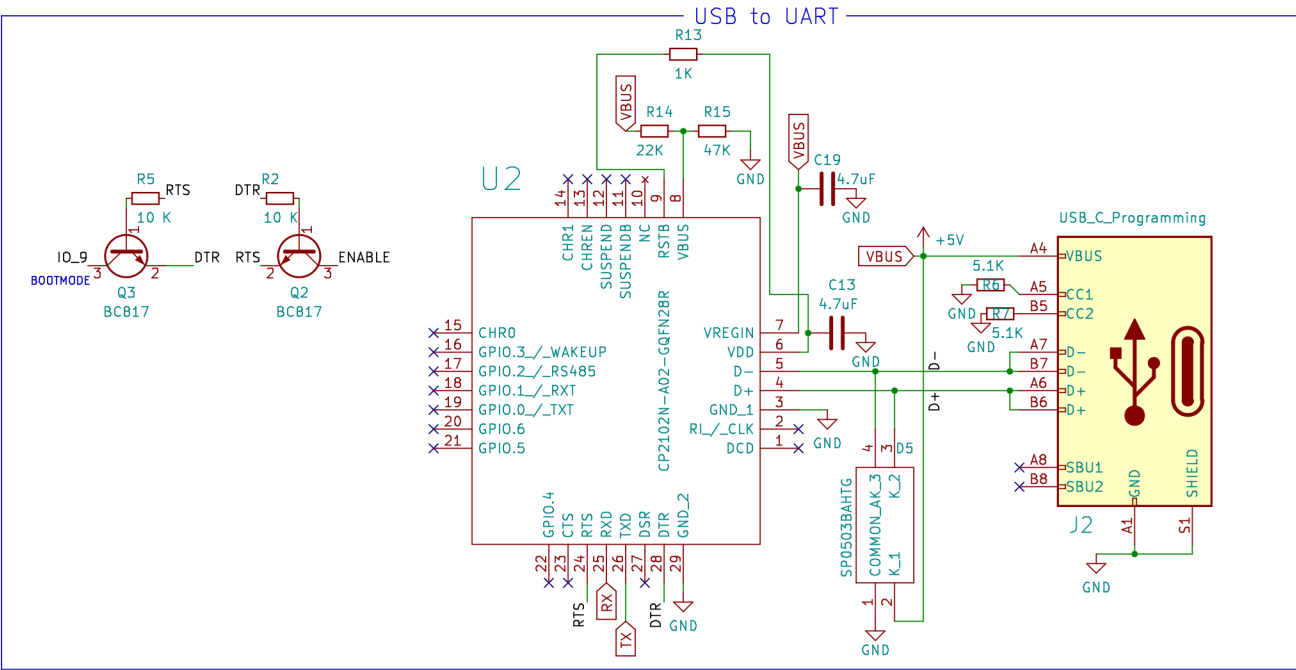 USB to UART
R13
1K
VBUS
R14
R15
22K
47K
GND
VBUS
C19
4.7uF
GND
R5
RTS
10 K
1
IO_9
BOOTMODE
3
2
DTR
Q3
BC817
R2
DTR
10 K
1
RTS
ENABLE
2
3
Q2
BC817
U2
14
13
12
11
10
9
8
CHR1
CHREN
SUSPEND
SUSPENDB
NC
RSTB
VBUS
CP2102N-A02-GQFN28R
15
CHR0
16
GPIO.3_/_WAKEUP
17
GPIO.2_/_RS485
18
GPIO.1_/_RXT
19
GPIO.0_/_TXT
20
GPIO.6
21
GPIO.5
VREGIN
7
VDD
6
D-
5
D+
4
GND_1
3
RI_/_CLK
2
DCD
1
GPIO.4
CTS
RTS
RXD
TXD
DSR
DTR
GND_2
22
23
24
25
26
27
28
29
RTS
RX
TX
DTR
GND
C13
4.7uF
GND
GND
D-
D+
4
3
D5
SP0503BAHTG
COMMON_AK_3
K_2
K_1
1
2
GND
VBUS
+5V
USB_C_Programming
A4
VBUS
5.1K
R6
A5
CC1
GND
B5
CC2
R7
5.1K
GND
A7
D-
B7
D-
A6
D+
B6
D+
A8
SBU1
B8
SBU2
GND
SHIELD
J2
A1
S1
GND